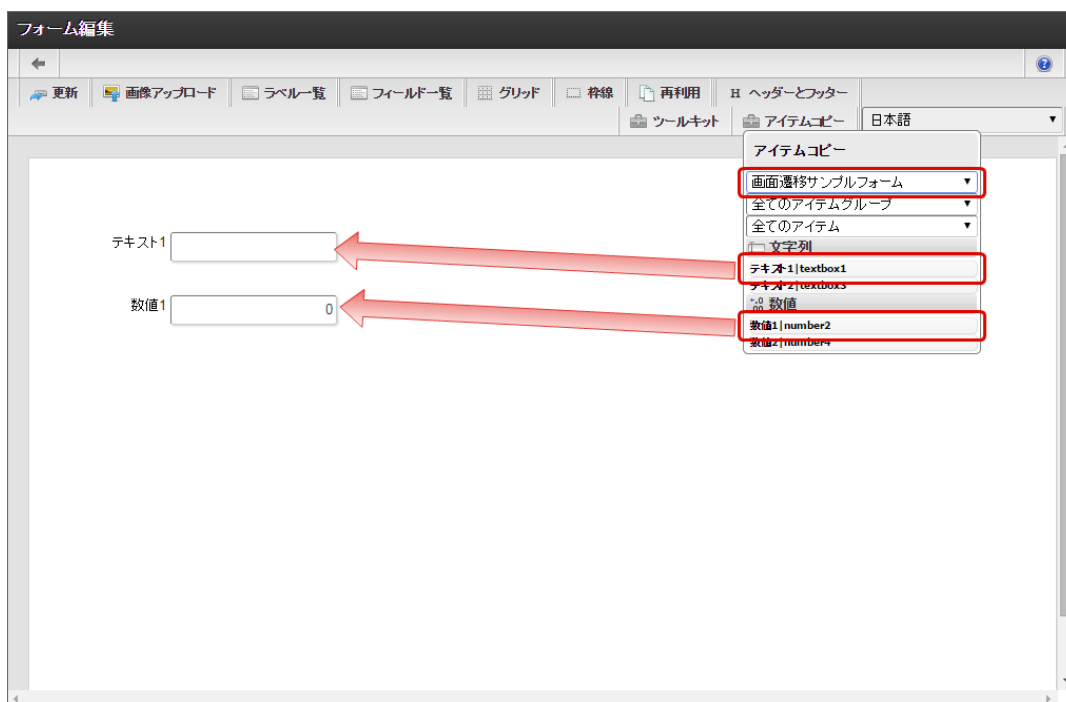 フォーム編集
更新 画像アップロード ラベル一覧 フィールド一覧 グリッド 枠線 再利用 H ヘッダーとフッター
ツールキット アイテムコピー 日本語
アイテムコピー
画面遷移サンプルフォーム
全てのアイテムグループ
全てのアイテム
文字列
テキスト1|textbox1
テキスト2|textbox3
数値
数値1|number2
数値2|number4
テキスト1
数値1 0